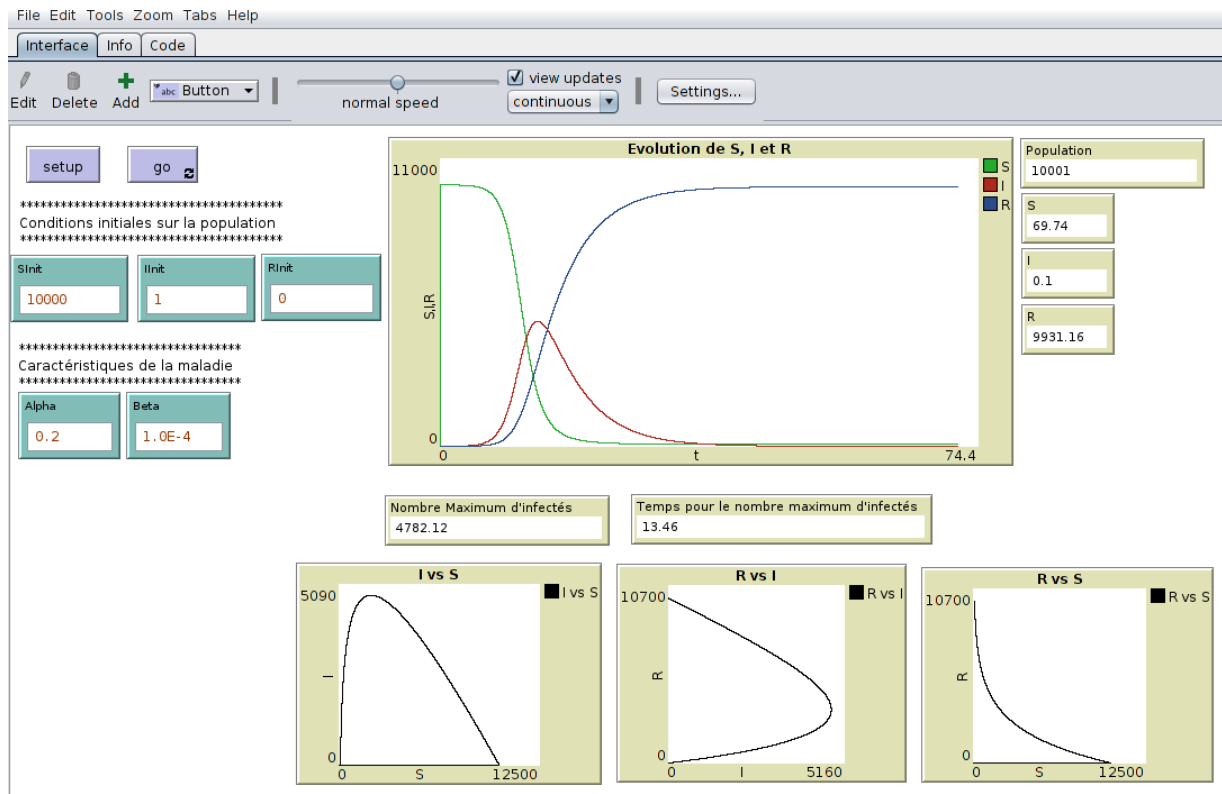 File Edit Tools Zoom Tabs Help
Interface Info Code
Edit Delete Add abc Button normal speed view updates continuous Settings...
setup go
****************************************
Conditions initiales sur la population
****************************************
SInit
10000
IInit
1
RInit
0
**********************************
Caractéristiques de la maladie
**********************************
Alpha
0.2
Beta
1.0E-4
Evolution de S, I et R
11000
S,I,R
0
0 t 74.4
S
I
R
Population
10001
S
69.74
I
0.1
R
9931.16
Nombre Maximum d'infectés
4782.12
Temps pour le nombre maximum d'infectés
13.46
I vs S
5090
I
0
0 S 12500
I vs S
R vs I
10700
R
0
0 I 5160
R vs I
R vs S
10700
R
0
0 S 12500
R vs S